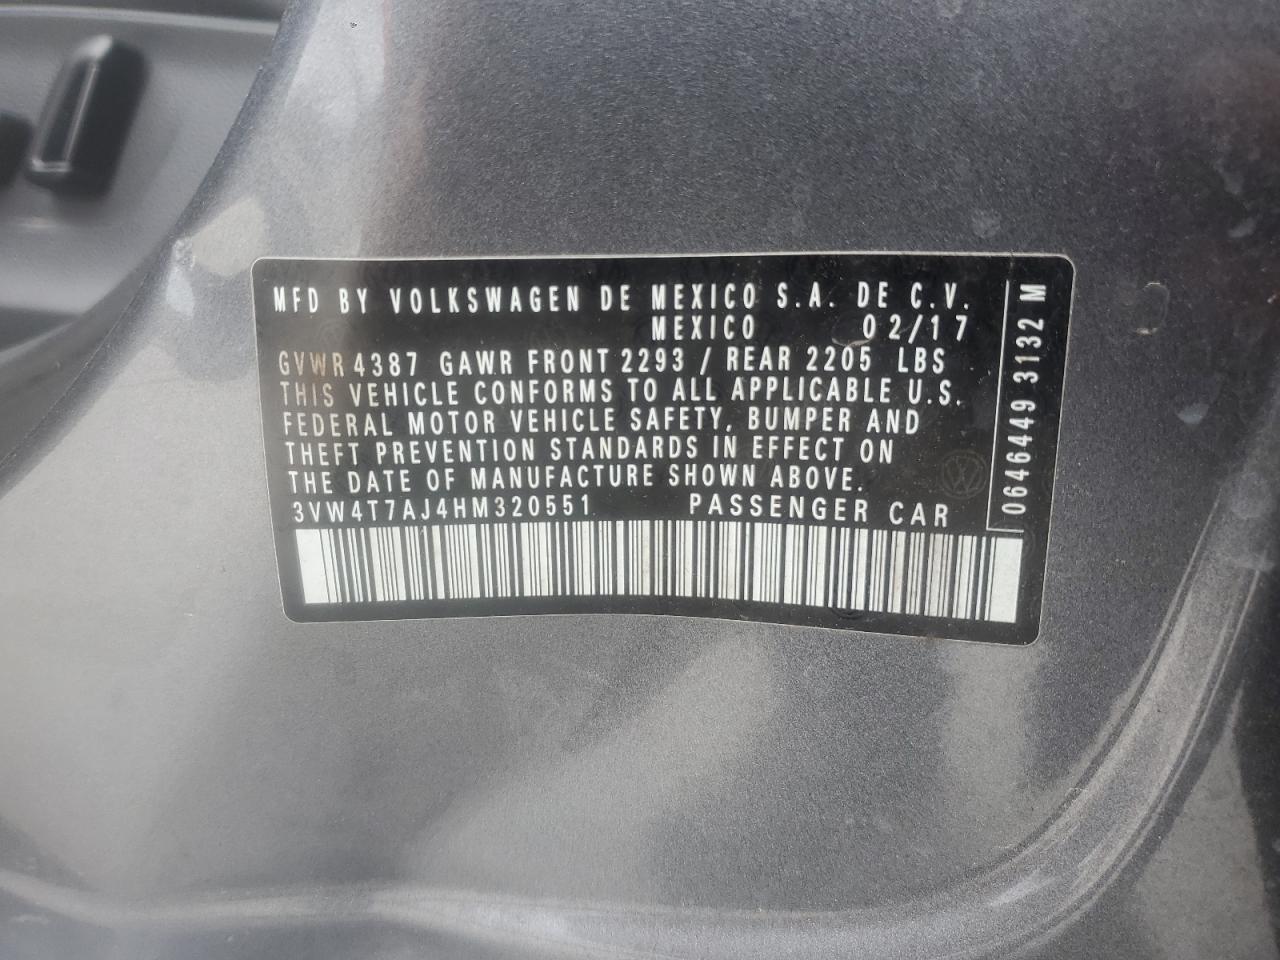 MFD BY VOLKSWAGEN DE MEXICO S.A. DE C.V.
MEXICO 02/17
GVWR 4387 GAWR FRONT 2293 / REAR 2205 LBS
THIS VEHICLE CONFORMS TO ALL APPLICABLE U.S.
FEDERAL MOTOR VEHICLE SAFETY, BUMPER AND
THEFT PREVENTION STANDARDS IN EFFECT ON
THE DATE OF MANUFACTURE SHOWN ABOVE.
3VW4T7AJ4HM320551 PASSENGER CAR
0646449 3132 M